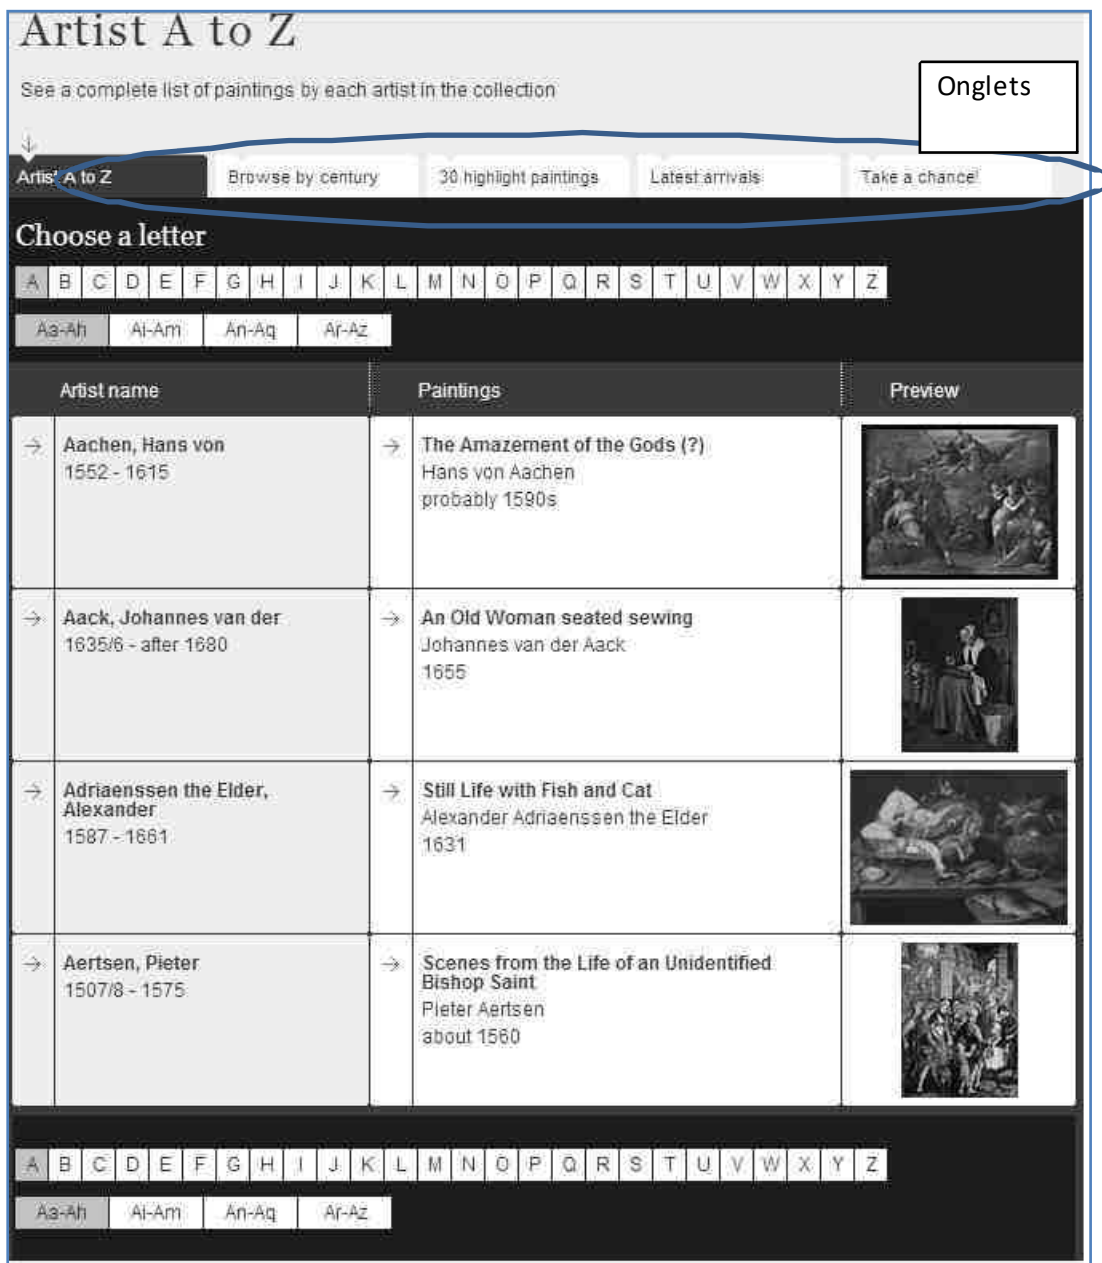 Artist A to Z
See a complete list of paintings by each artist in the collection
Onglets
Artist A to Z Browse by century 30 highlight paintings Latest arrivals Take a chance!
Choose a letter
A B C D E F G H I J K L M N O P Q R S T U V W X Y Z
Aa-Ah Ai-Am An-Aq Ar-Az
Artist name Paintings Preview
Aachen, Hans von
1552 - 1615
The Amazement of the Gods (?)
Hans von Aachen
probably 1590s
Aack, Johannes van der
1635/6 - after 1680
An Old Woman seated sewing
Johannes van der Aack
1655
Adriaenssen the Elder,
Alexander
1587 - 1661
Still Life with Fish and Cat
Alexander Adriaenssen the Elder
1631
Aertsen, Pieter
1507/8 - 1575
Scenes from the Life of an Unidentified
Bishop Saint
Pieter Aertsen
about 1560
A B C D E F G H I J K L M N O P Q R S T U V W X Y Z
Aa-Ah Ai-Am An-Aq Ar-Az